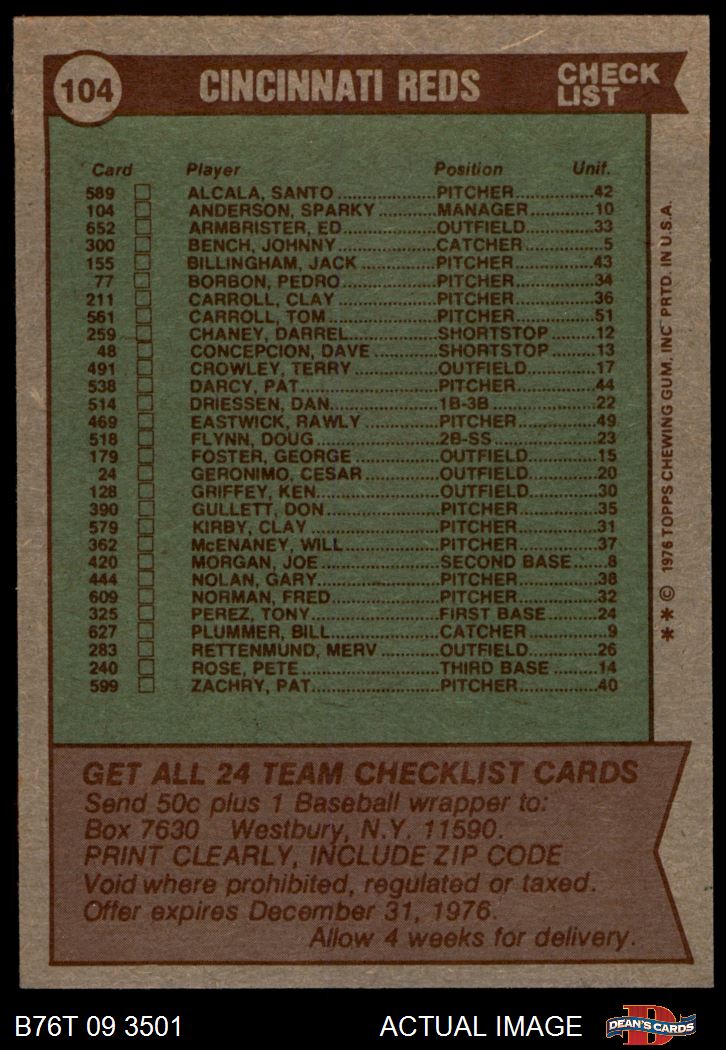 104 CINCINNATI REDS CHECK LIST
Card Player Position Unif.
589 ALCALA, SANTO PITCHER 42
104 ANDERSON, SPARKY MANAGER 10
652 ARMBRISTER, ED OUTFIELD 33
300 BENCH, JOHNNY CATCHER 5
155 BILLINGHAM, JACK PITCHER 43
77 BORBON, PEDRO PITCHER 34
211 CARROLL, CLAY PITCHER 36
561 CARROLL, TOM PITCHER 51
259 CHANEY, DARREL SHORTSTOP 12
48 CONCEPCION, DAVE SHORTSTOP 13
491 CROWLEY, TERRY OUTFIELD 17
538 DARCY, PAT PITCHER 44
514 DRIESSEN, DAN 1B-3B 22
469 EASTWICK, RAWLY PITCHER 49
518 FLYNN, DOUG 2B-SS 23
179 FOSTER, GEORGE OUTFIELD 15
24 GERONIMO, CESAR OUTFIELD 20
128 GRIFFEY, KEN OUTFIELD 30
390 GULLETT, DON PITCHER 35
579 KIRBY, CLAY PITCHER 31
362 McENANEY, WILL PITCHER 37
420 MORGAN, JOE SECOND BASE 8
444 NOLAN, GARY PITCHER 38
609 NORMAN, FRED PITCHER 32
325 PEREZ, TONY FIRST BASE 24
627 PLUMMER, BILL CATCHER 9
283 RETTENMUND, MERV OUTFIELD 26
240 ROSE, PETE THIRD BASE 14
599 ZACHRY, PAT PITCHER 40
* * © 1976 TOPPS CHEWING GUM, INC. PRTD. IN U.S.A.
GET ALL 24 TEAM CHECKLIST CARDS
Send 50c plus 1 Baseball wrapper to:
Box 7630 Westbury, N.Y. 11590.
PRINT CLEARLY, INCLUDE ZIP CODE
Void where prohibited, regulated or taxed.
Offer expires December 31, 1976.
Allow 4 weeks for delivery.
B76T 09 3501 ACTUAL IMAGE D DEAN'S CARDS